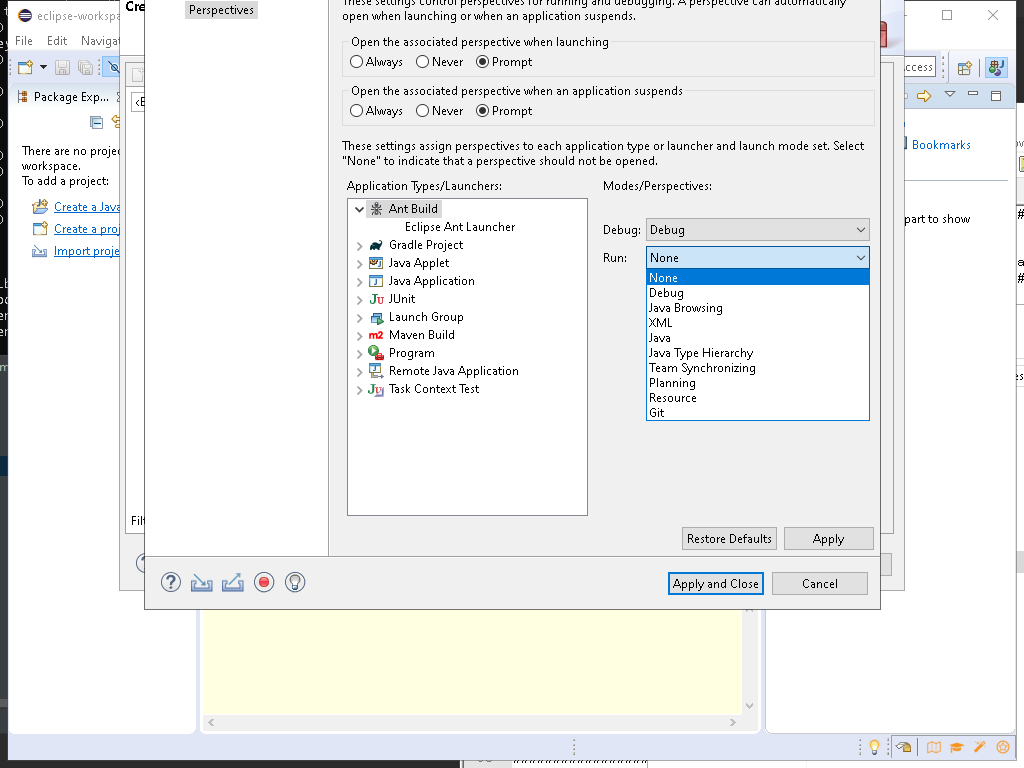 eclipse-workspa
Cre
Perspectives
These settings control perspectives for running and debugging. A perspective can automatically
open when launching or when an application suspends.
File Edit Navigat
Open the associated perspective when launching
Always Never Prompt
Open the associated perspective when an application suspends
Always Never Prompt
ccess
Package Exp...
These settings assign perspectives to each application type or launcher and launch mode set. Select
"None" to indicate that a perspective should not be opened.
There are no projec
workspace.
To add a project:
Create a Java
Create a proj
Import proje
Bookmarks
part to show
Application Types/Launchers:
Modes/Perspectives:
Ant Build
Eclipse Ant Launcher
Gradle Project
Java Applet
Java Application
JUnit
Launch Group
Maven Build
Program
Remote Java Application
Task Context Test
Debug: Debug
Run: None
None
Debug
Java Browsing
XML
Java
Java Type Hierarchy
Team Synchronizing
Planning
Resource
Git
Filt
Restore Defaults Apply
Apply and Close Cancel